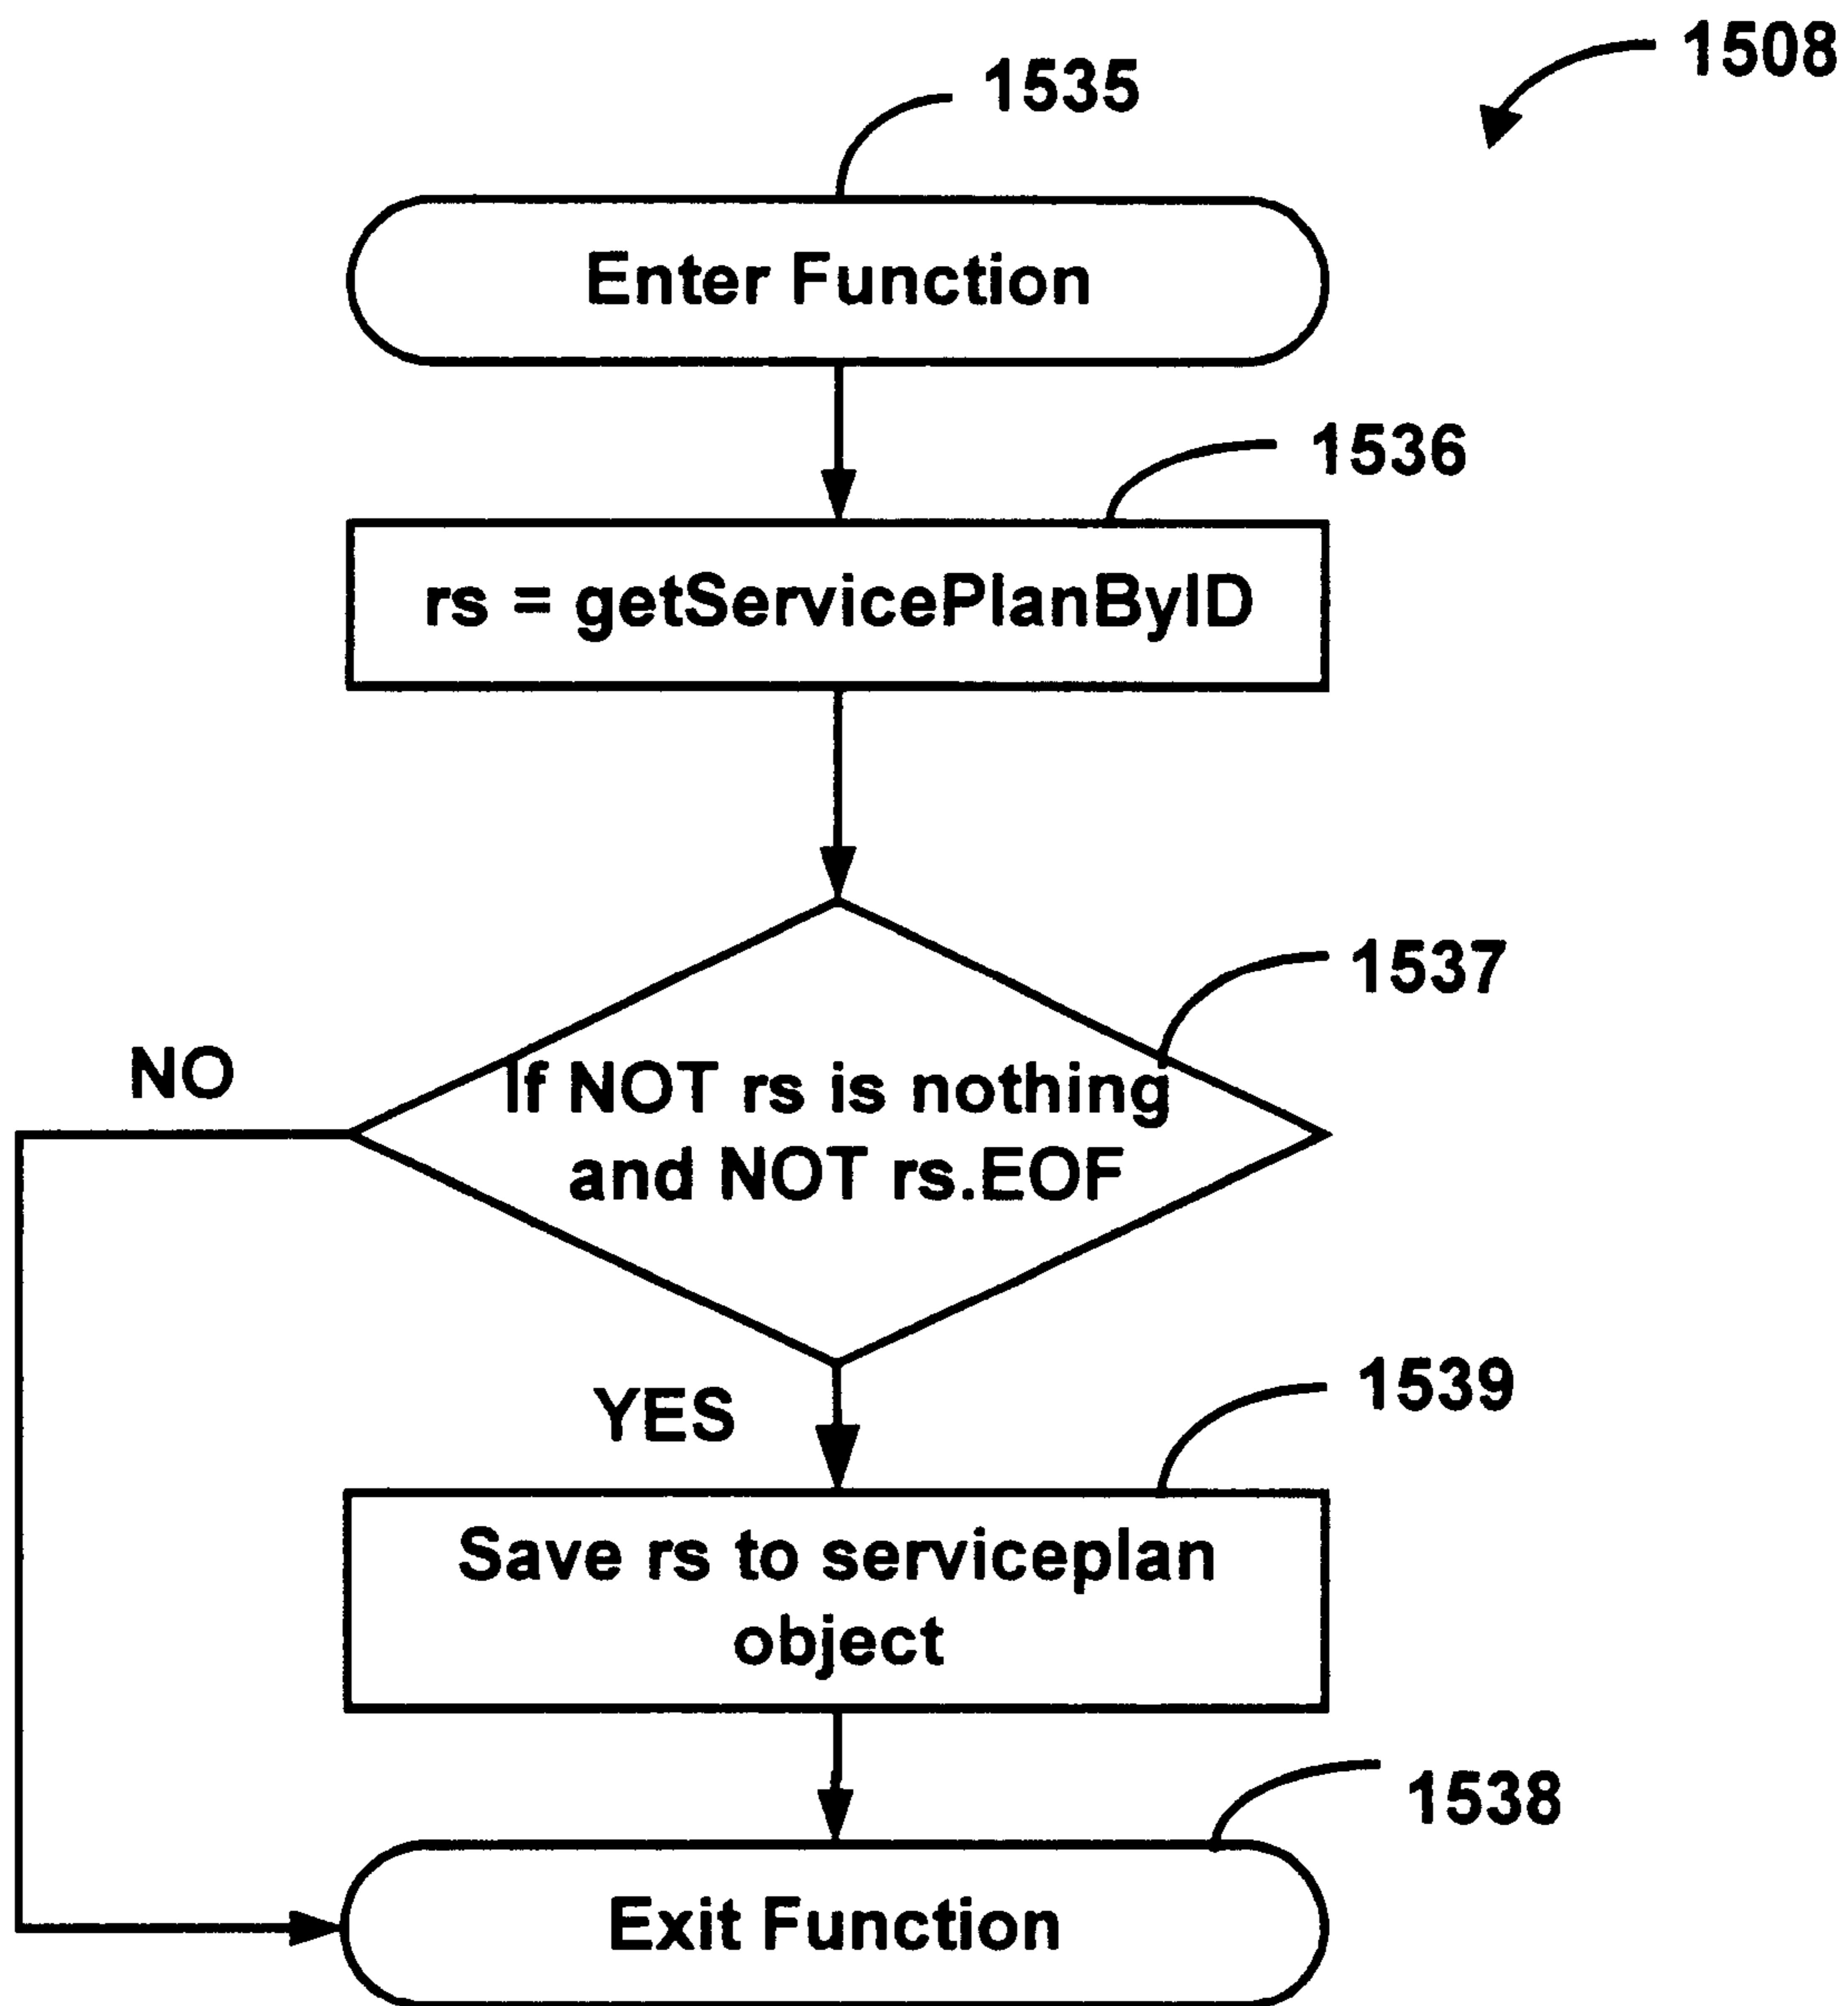 1508
1535
Enter Function
1536
rs = getServicePlanByID
1537
NO
If NOT rs is nothing
and NOT rs.EOF
YES
1539
Save rs to serviceplan
object
1538
Exit Function